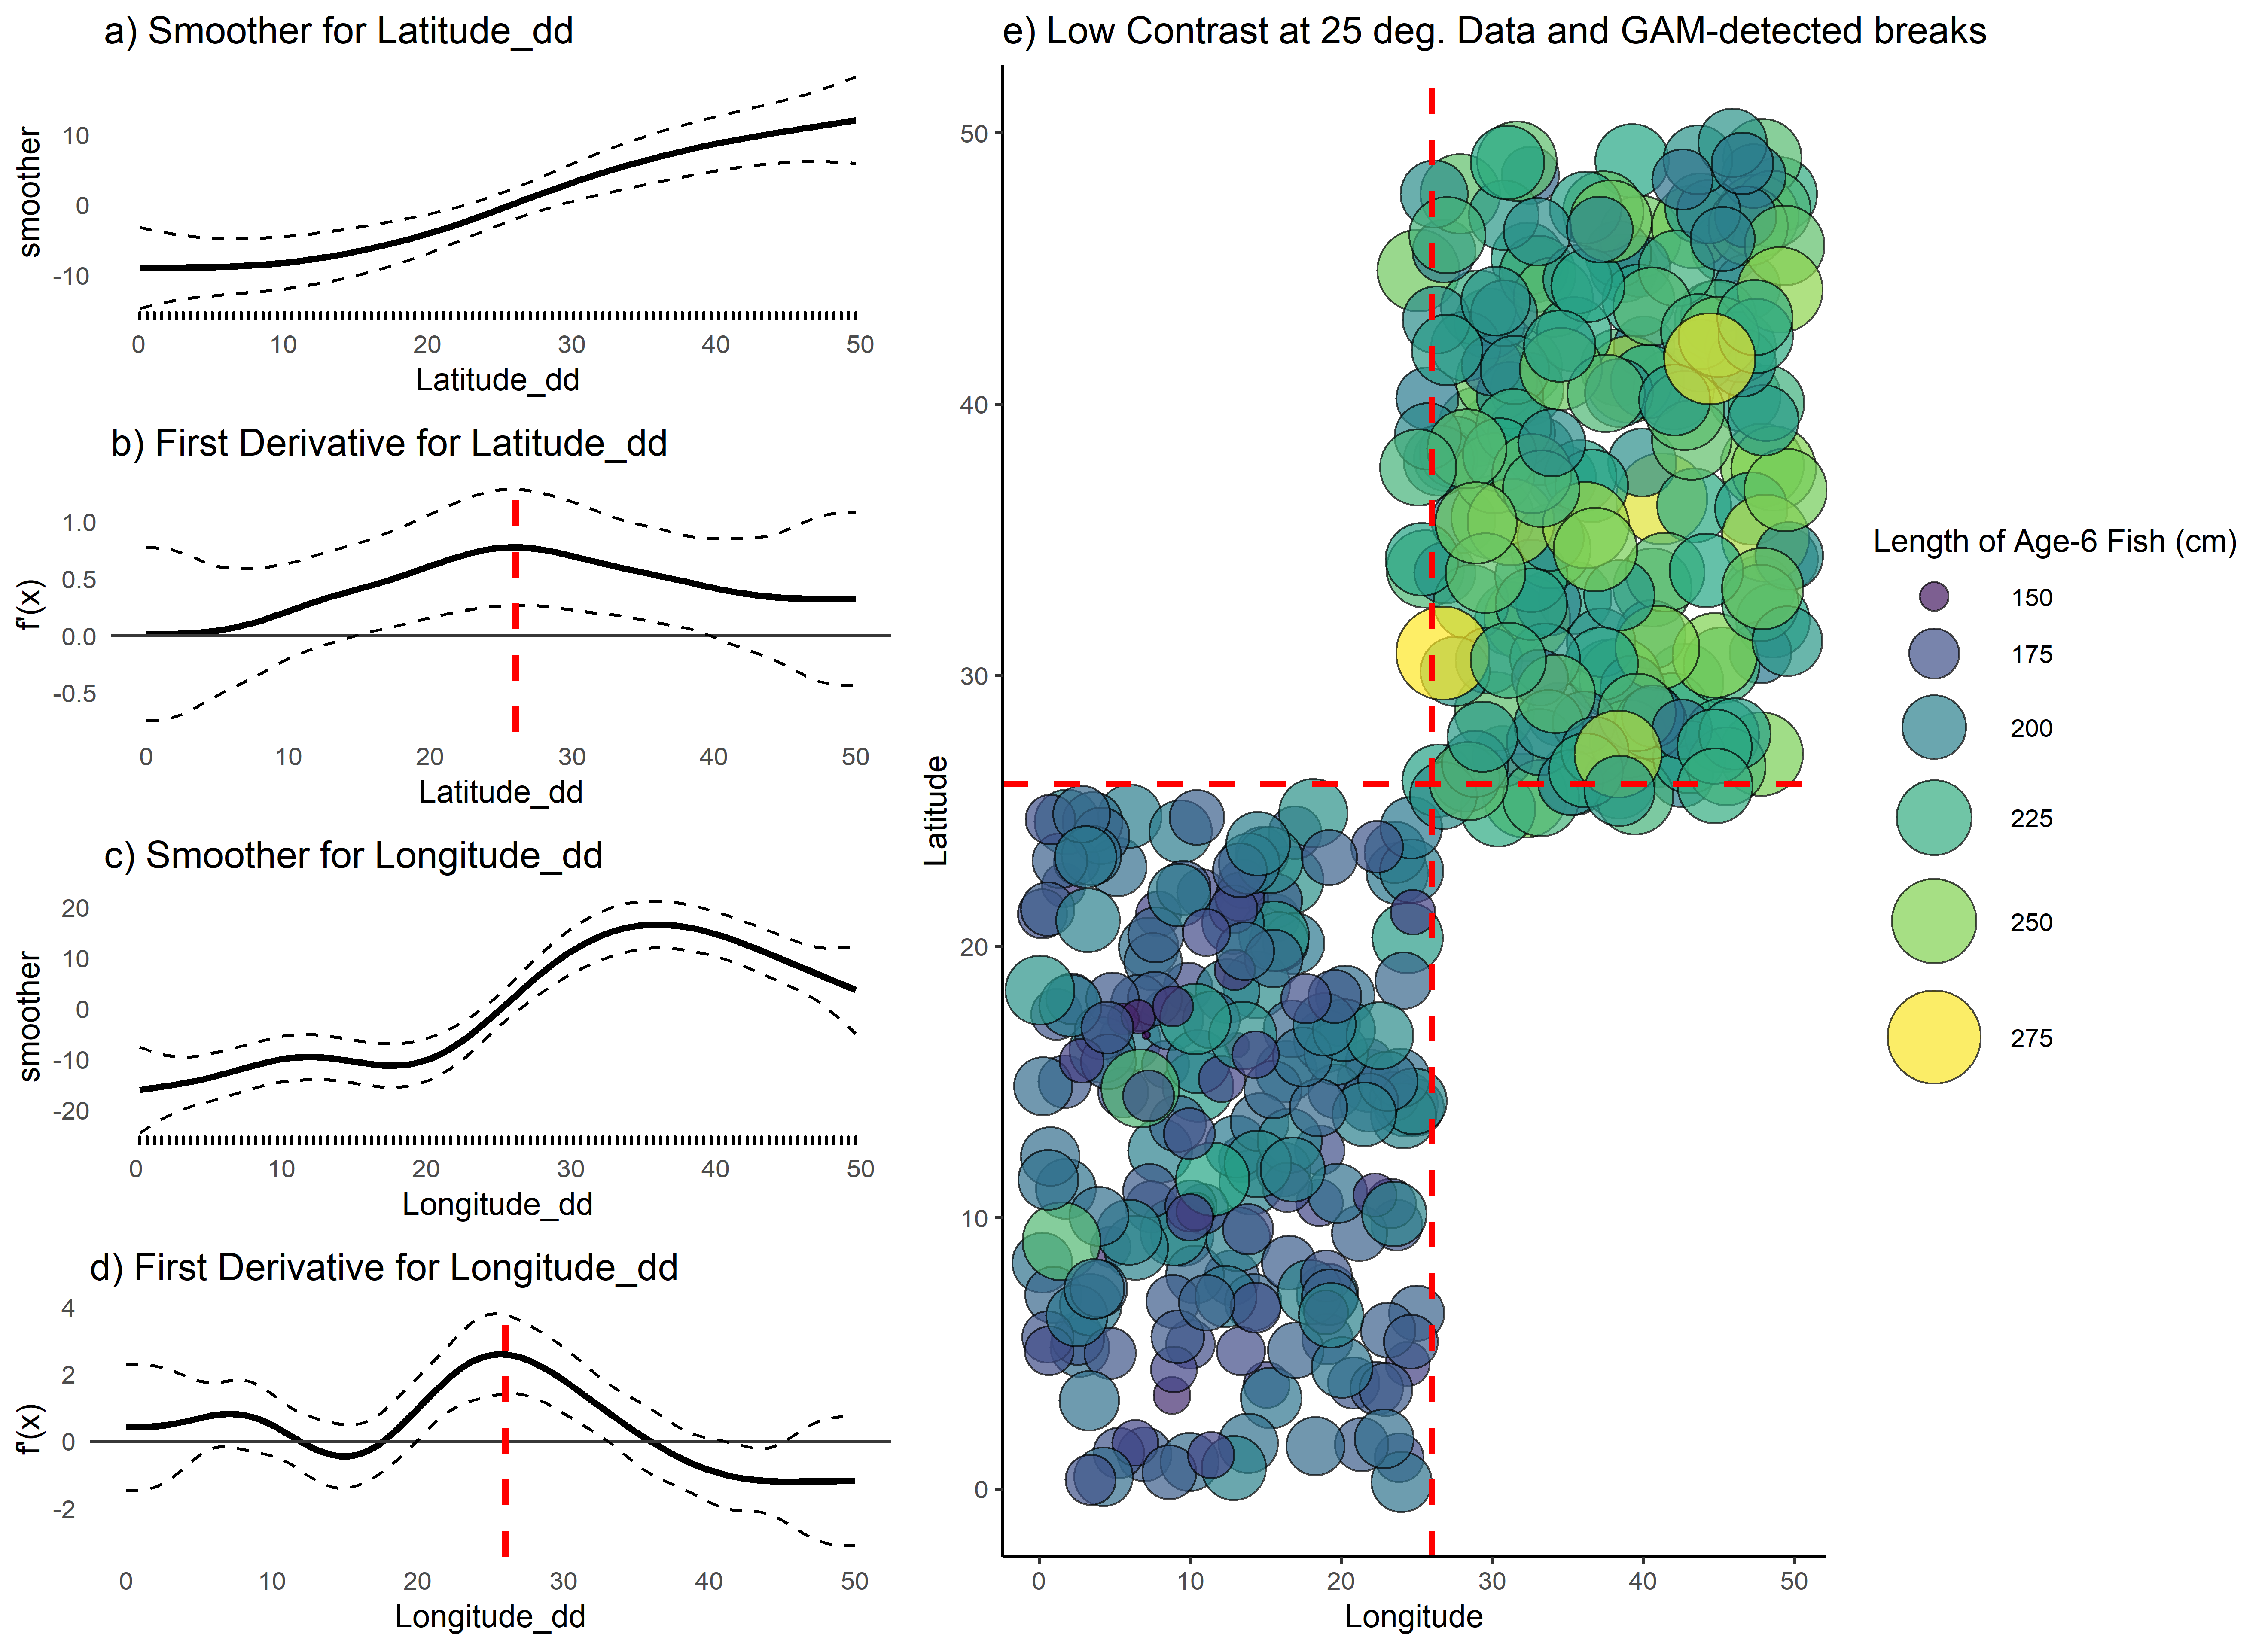 a) Smoother for Latitude_dd
smoother
10
0
-10
0 10 20 30 40 50
Latitude_dd
b) First Derivative for Latitude_dd
f'(x)
1.0
0.5
0.0
-0.5
0 10 20 30 40 50
Latitude_dd
c) Smoother for Longitude_dd
smoother
20
10
0
-10
-20
0 10 20 30 40 50
Longitude_dd
d) First Derivative for Longitude_dd
f'(x)
4
2
0
-2
0 10 20 30 40 50
Longitude_dd
e) Low Contrast at 25 deg. Data and GAM-detected breaks
Latitude
50
40
30
20
10
0
0 10 20 30 40 50
Longitude
Length of Age-6 Fish (cm)
150
175
200
225
250
275